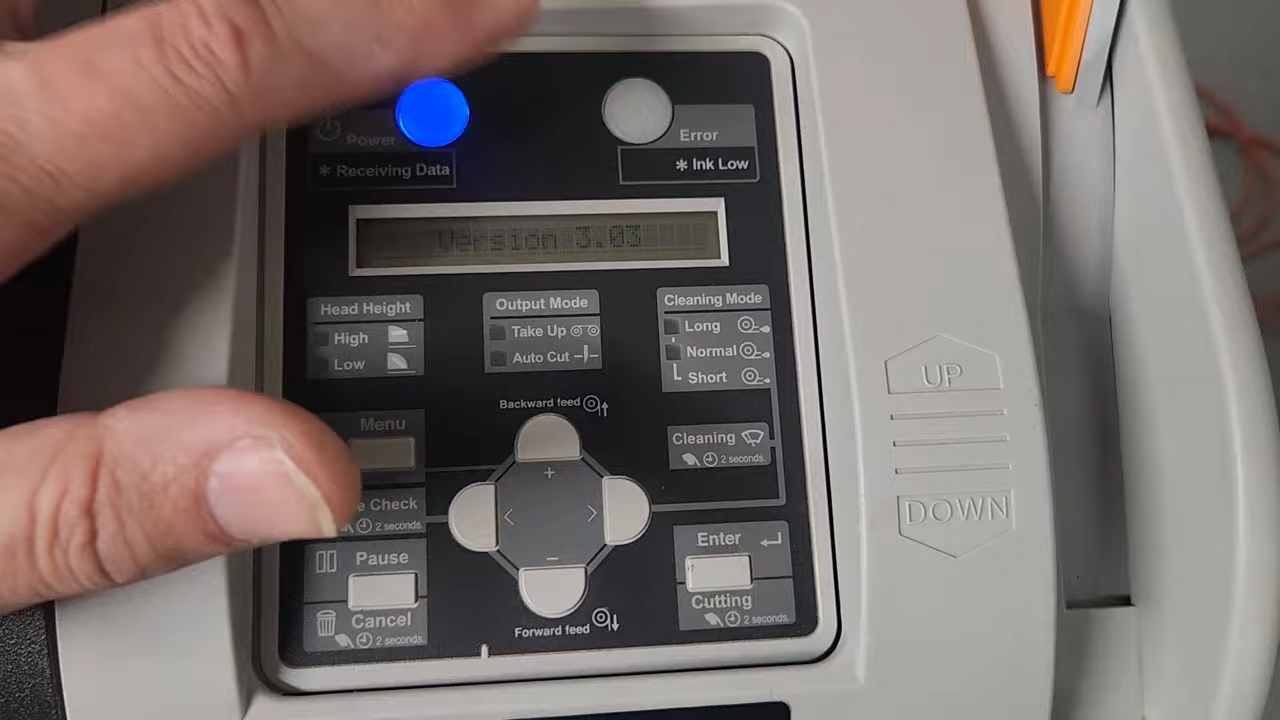 Power
* Receiving Data
Error
* Ink Low
Version 3.03
Head Height
High
Low
Output Mode
Take Up
Auto Cut
Cleaning Mode
Long
Normal
Short
Backward feed
Menu
Cleaning
2 seconds.
+
< >
−
Check
2 seconds.
Pause
Cancel
2 seconds.
Enter
Cutting
2 seconds.
Forward feed
UP
DOWN